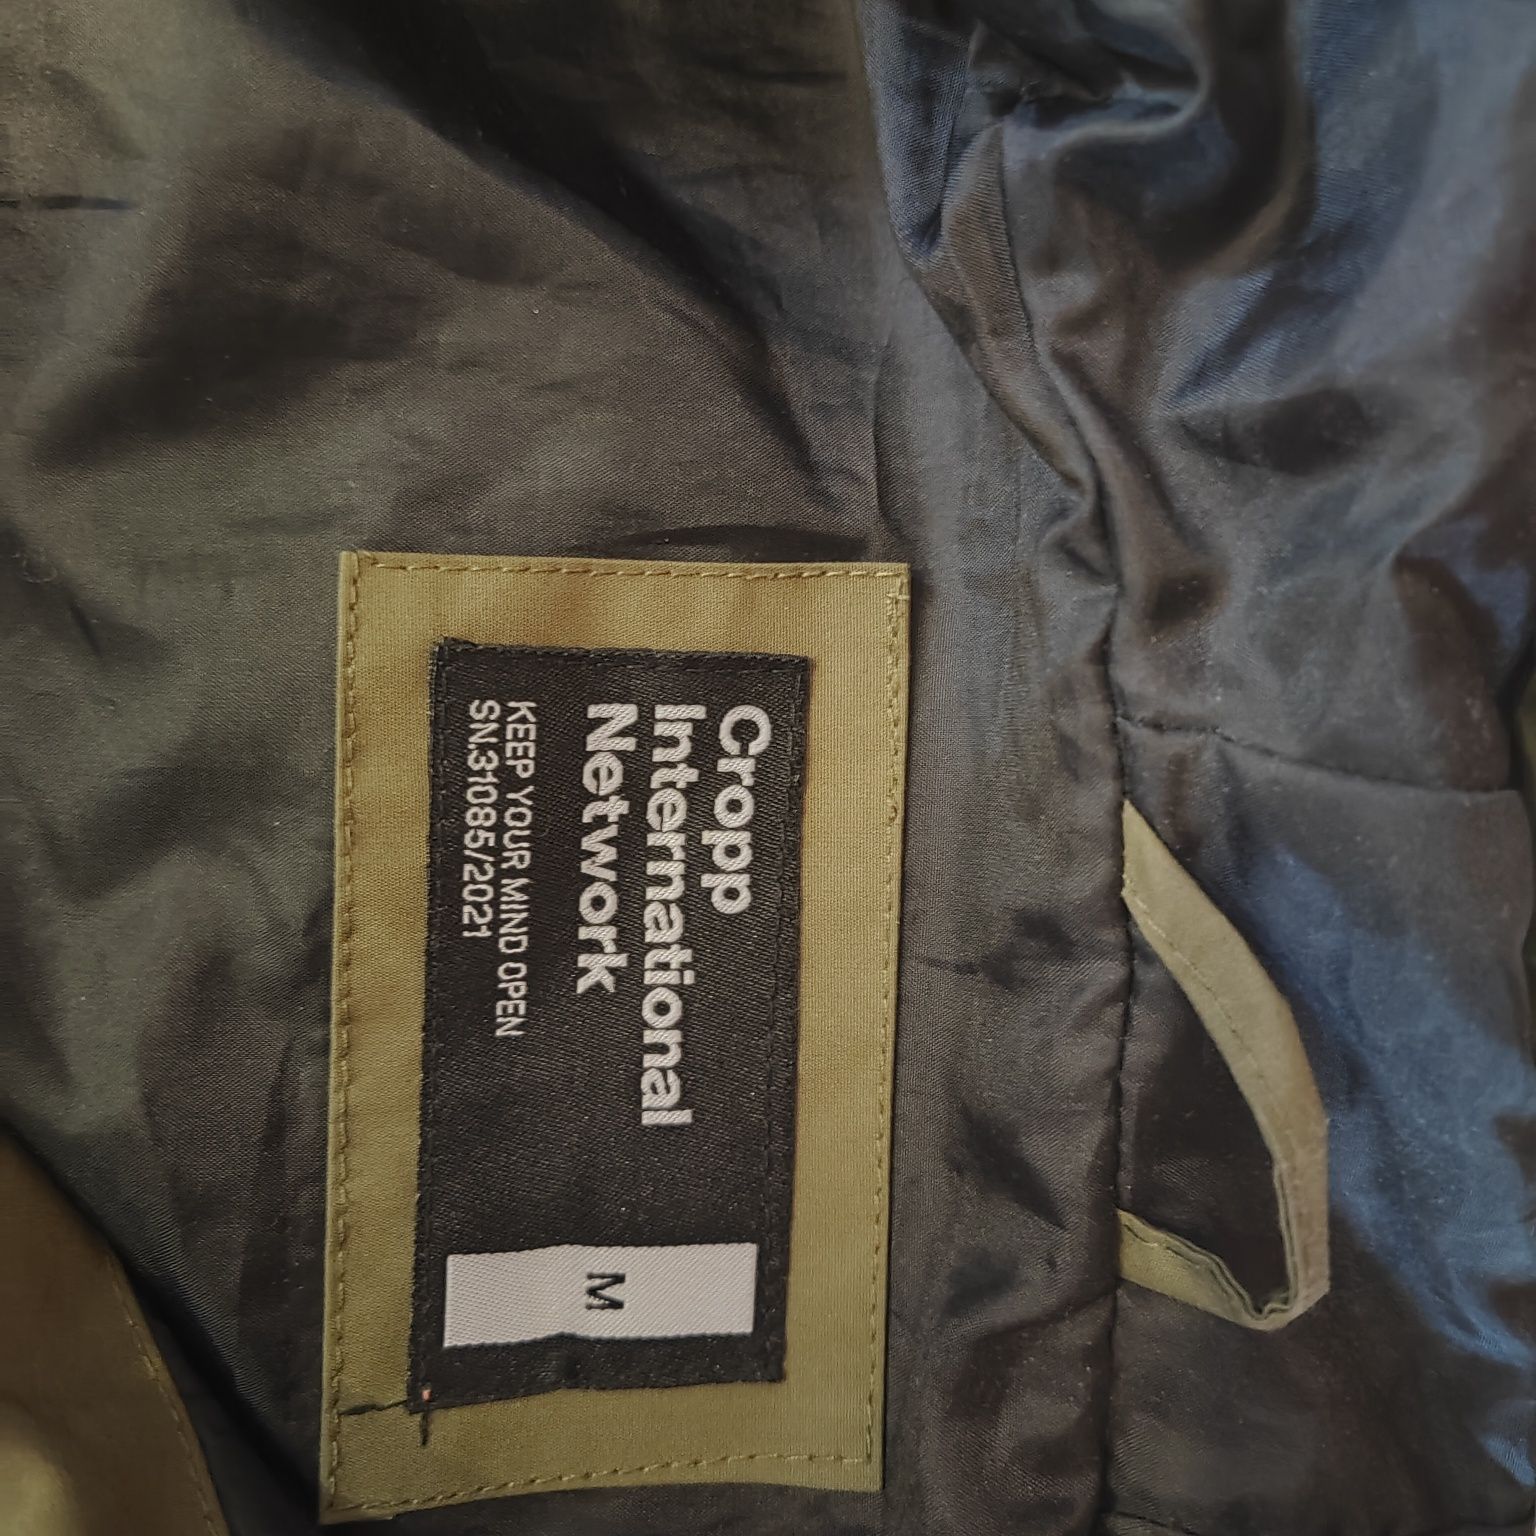 Cropp
International
Network
KEEP YOUR MIND OPEN
SN.31085/2021
M